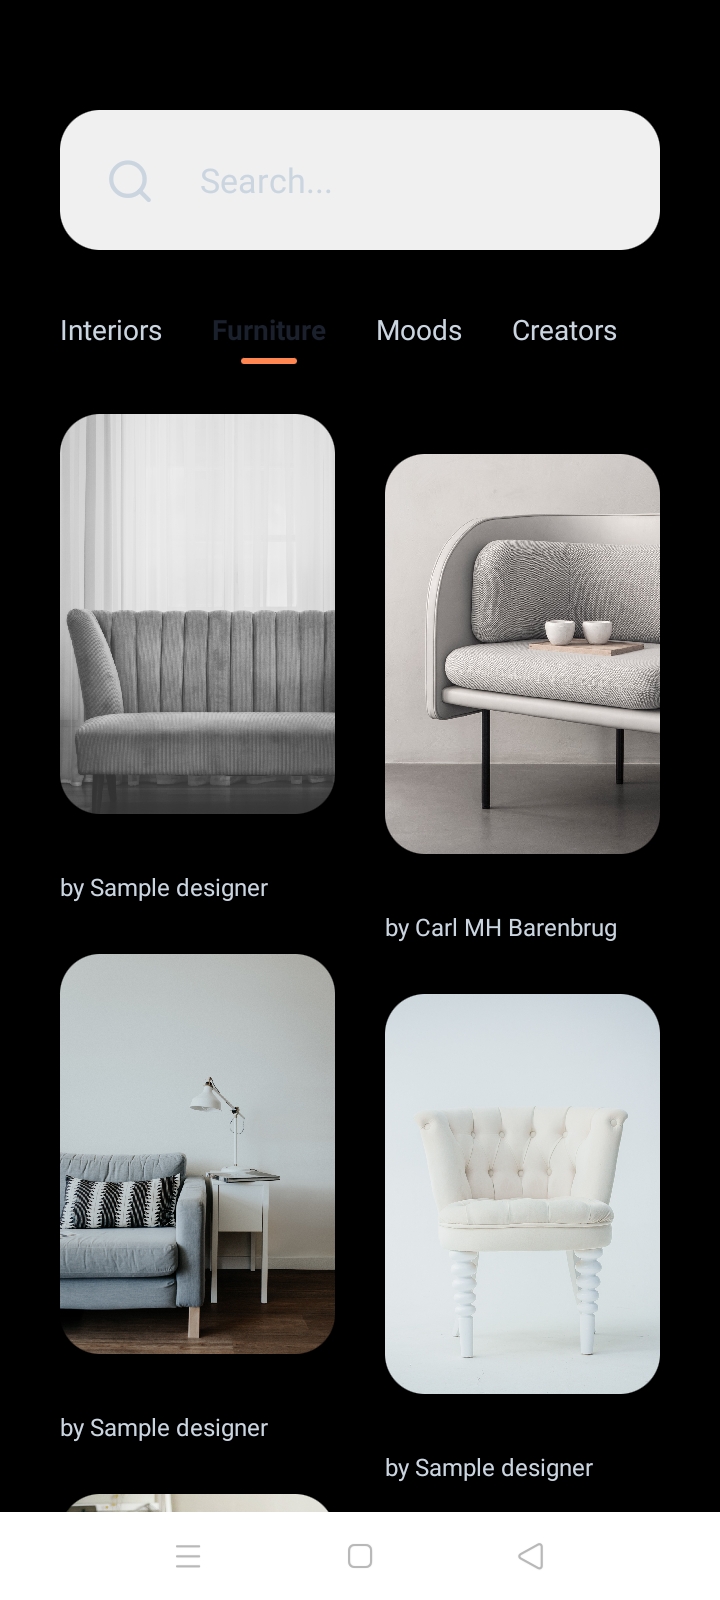 Search...
Interiors
Furniture
Moods
Creators
by Sample designer
by Carl MH Barenbrug
by Sample designer
by Sample designer